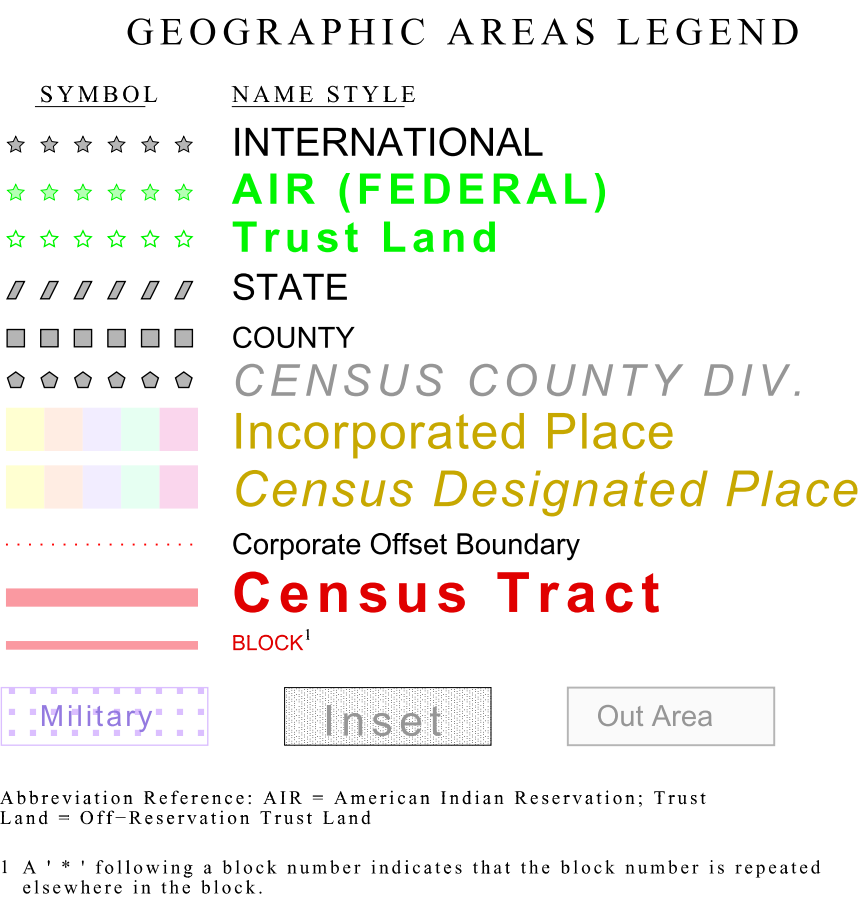 GEOGRAPHIC AREAS LEGEND
SYMBOL NAME STYLE
INTERNATIONAL
AIR (FEDERAL)
Trust Land
STATE
COUNTY
CENSUS COUNTY DIV.
Incorporated Place
Census Designated Place
Corporate Offset Boundary
Census Tract
BLOCK¹
Military Inset Out Area
Abbreviation Reference: AIR = American Indian Reservation; Trust
Land = Off−Reservation Trust Land
1 A ' * ' following a block number indicates that the block number is repeated
elsewhere in the block.